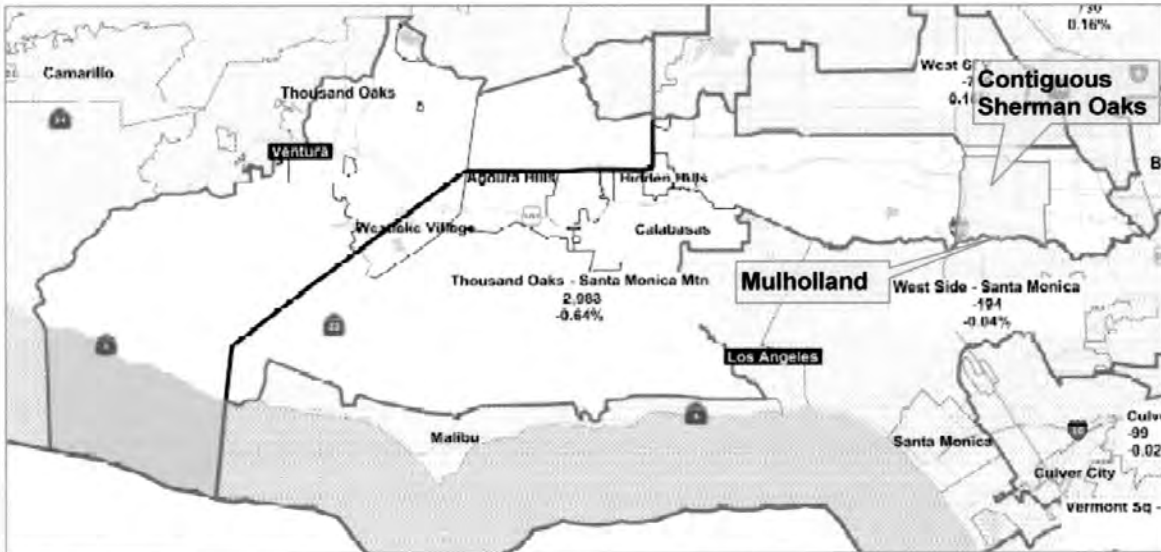 730
0.16%
Camarillo
Thousand Oaks
Ventura
Contiguous
Sherman Oaks
Agoura Hills
Hidden Hills
Westlake Village
Calabasas
Thousand Oaks - Santa Monica Mtn
2,983
-0.64%
Mulholland
West Side - Santa Monica
-194
-0.04%
Los Angeles
Malibu
Santa Monica
Culver City
-99
Vermont Sq -